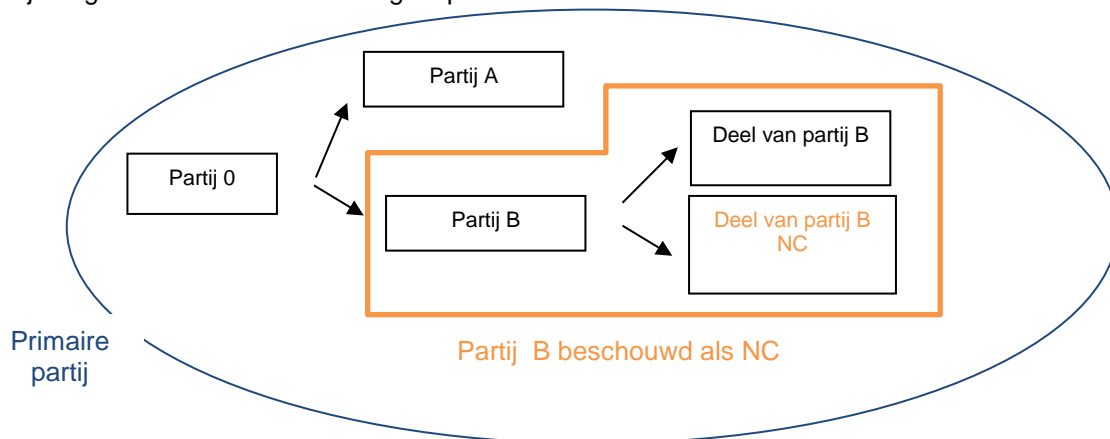 Partij A
Deel van partij B
Partij 0
Partij B
Deel van partij B
NC
Primaire
partij
Partij B beschouwd als NC